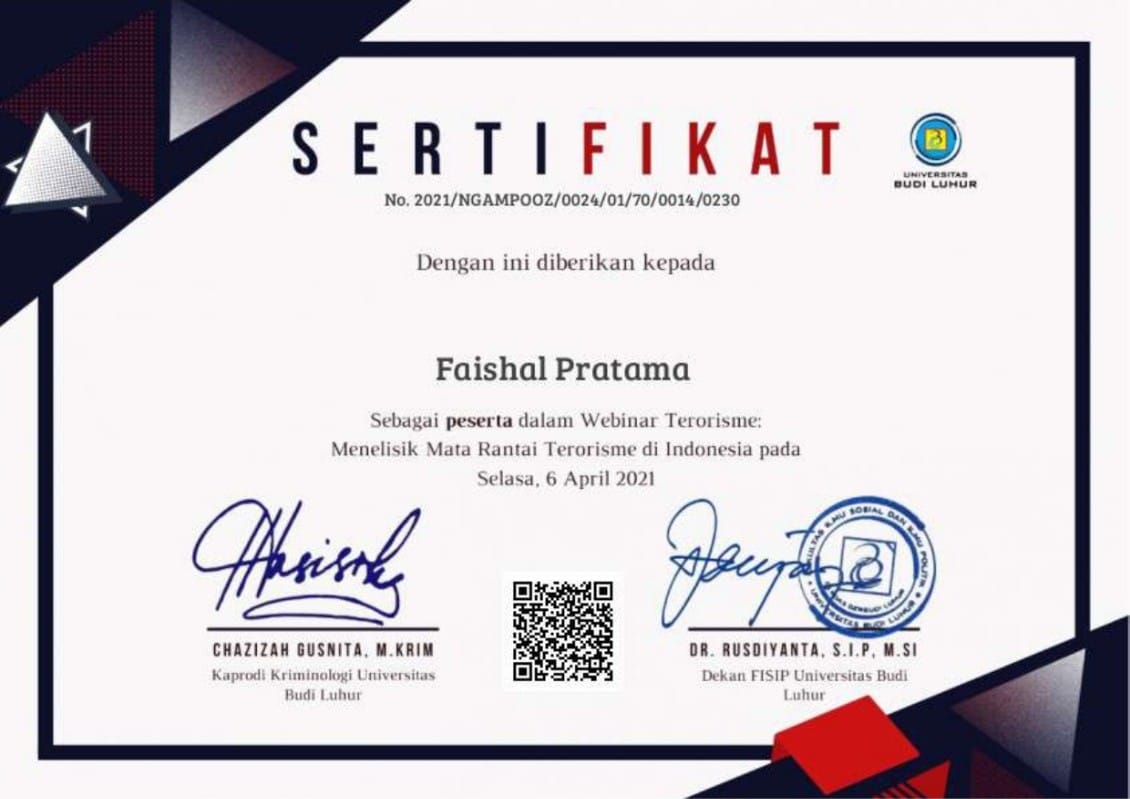 SERTIFIKAT
UNIVERSITAS
BUDI LUHUR
No. 2021/NGAMPOOZ/0024/01/70/0014/0230
Dengan ini diberikan kepada
Faishal Pratama
Sebagai peserta dalam Webinar Terorisme:
Menelisik Mata Rantai Terorisme di Indonesia pada
Selasa, 6 April 2021
FAKULTAS ILMU SOSIAL DAN ILMU POLITIK
UNIVERSITAS BUDI LUHUR
CHAZIZAH GUSNITA, M.KRIM
Kaprodi Kriminologi Universitas
Budi Luhur
DR. RUSDIYANTA, S.I.P, M.SI
Dekan FISIP Universitas Budi
Luhur